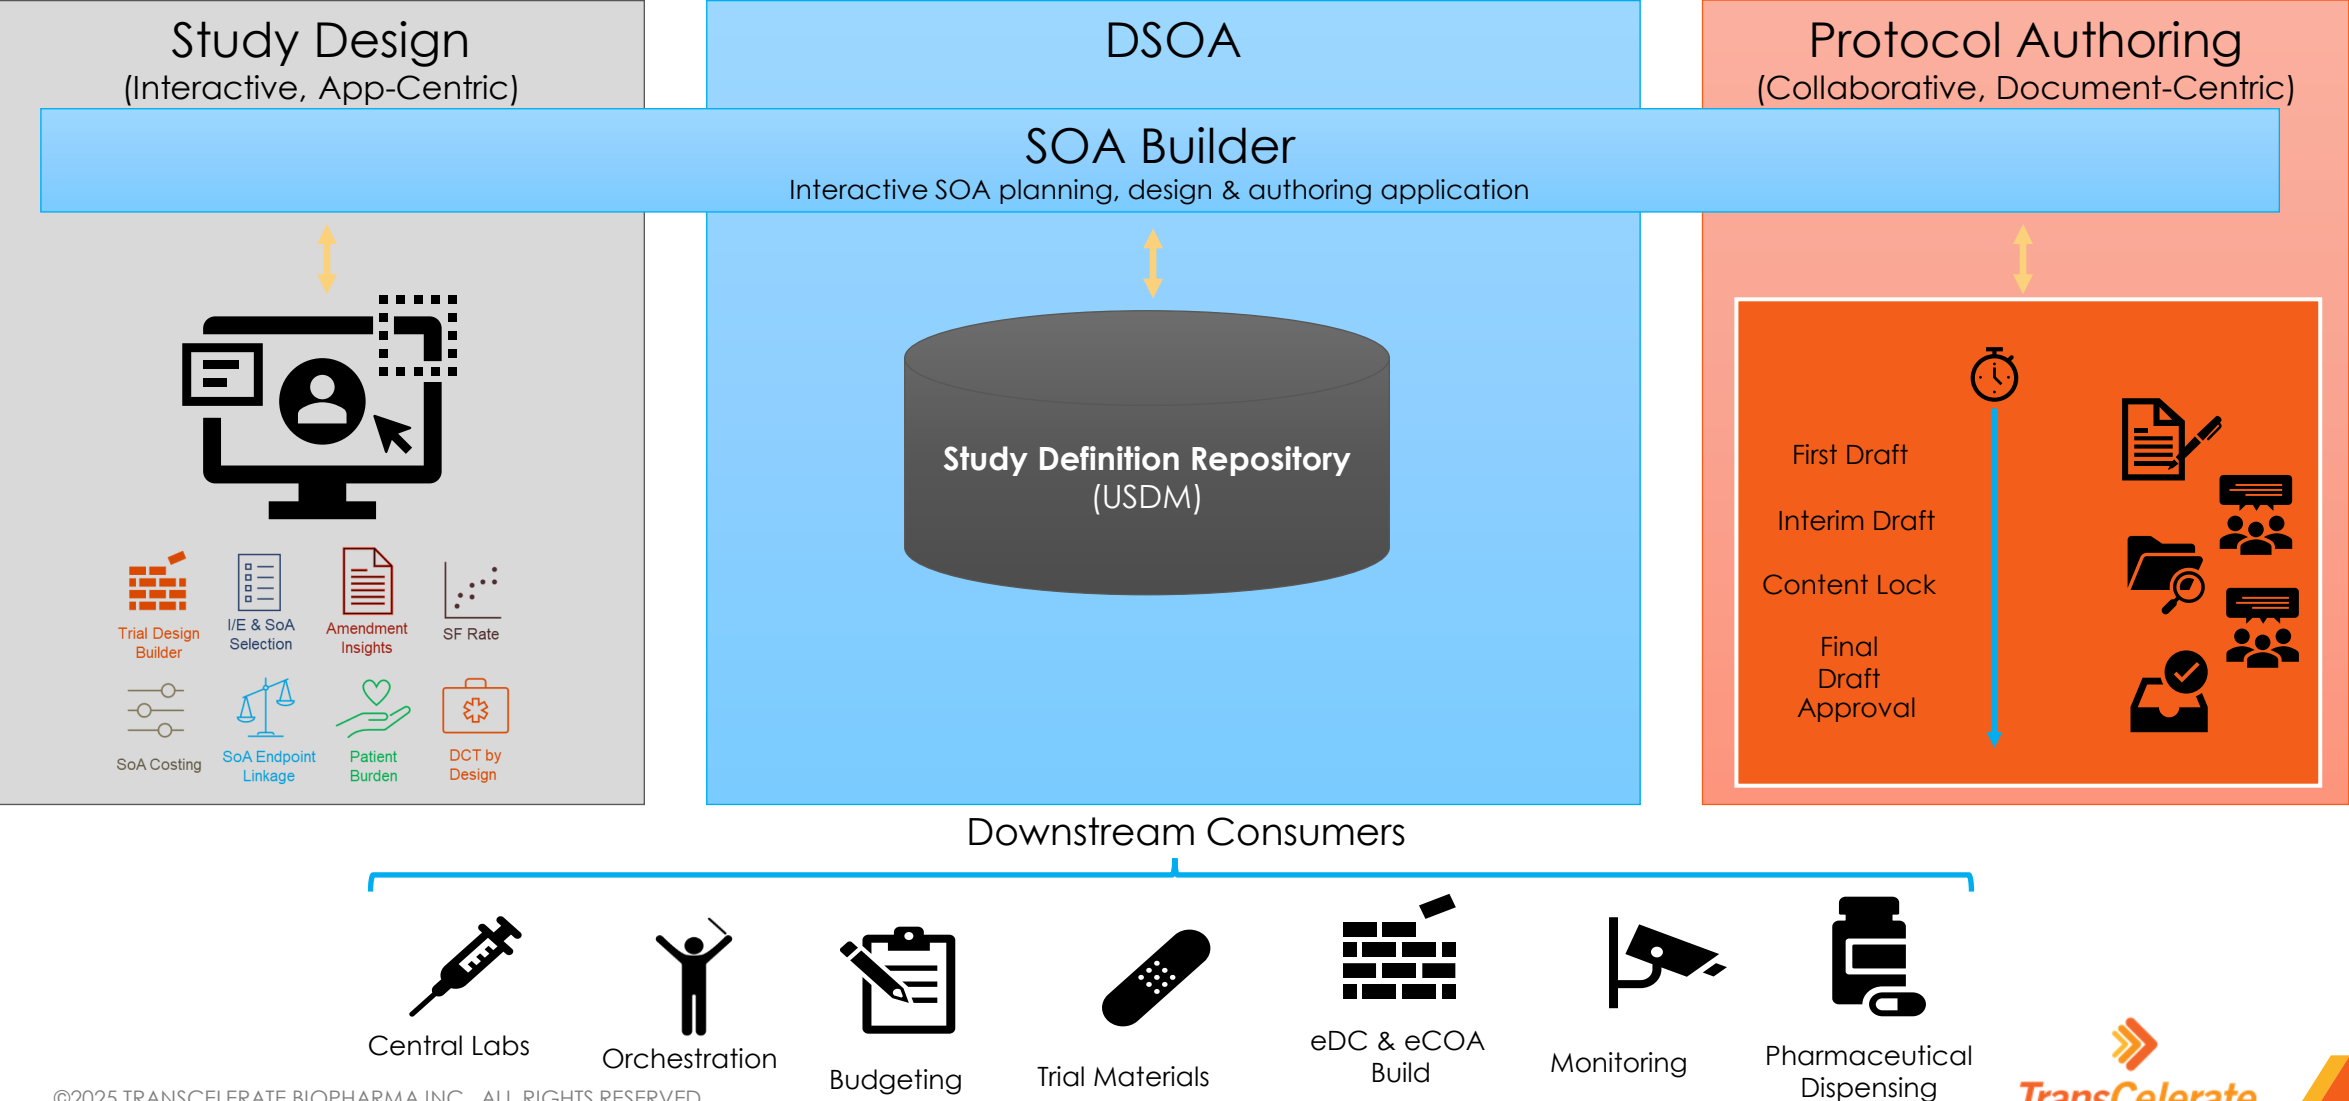 Study Design
(Interactive, App-Centric)
DSOA
Protocol Authoring
(Collaborative, Document-Centric)
SOA Builder
Interactive SOA planning, design & authoring application
Trial Design
Builder
I/E & SoA
Selection
Amendment
Insights
SF Rate
SoA Costing
SoA Endpoint
Linkage
Patient
Burden
DCT by
Design
Study Definition Repository
(USDM)
First Draft
Interim Draft
Content Lock
Final
Draft
Approval
Downstream Consumers
Central Labs
Orchestration
Budgeting
Trial Materials
eDC & eCOA
Build
Monitoring
Pharmaceutical
Dispensing
©2025 TRANSCELERATE BIOPHARMA INC., ALL RIGHTS RESERVED
TransCelerate